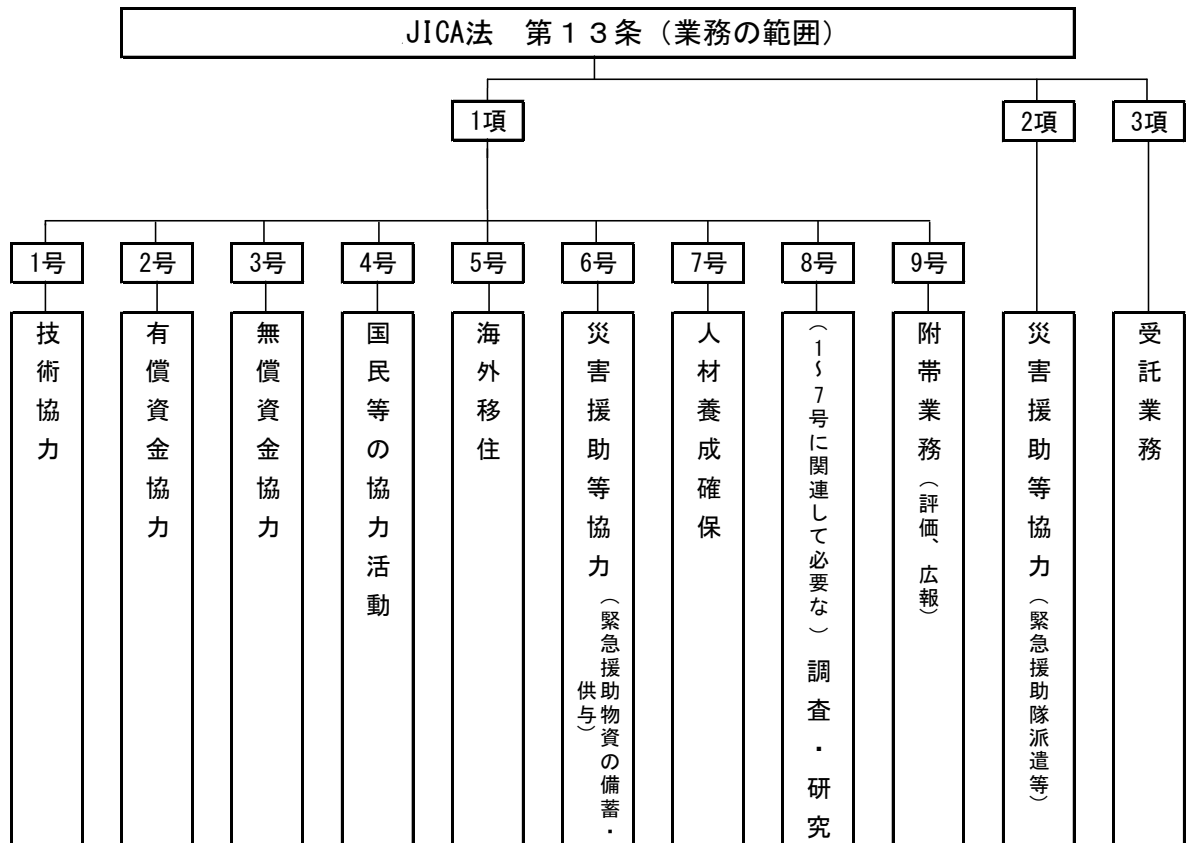 JICA法 第13条（業務の範囲）
1項
2項
3項
1号
2号
3号
4号
5号
6号
7号
8号
9号
技術協力
有償資金協力
無償資金協力
国民等の協力活動
海外移住
災害援助等協力（緊急援助物資の備蓄・
供与）
人材養成確保
（1～7号に関連して必要な）調査・研究
附帯業務（評価、広報）
災害援助等協力（緊急援助隊派遣等）
受託業務